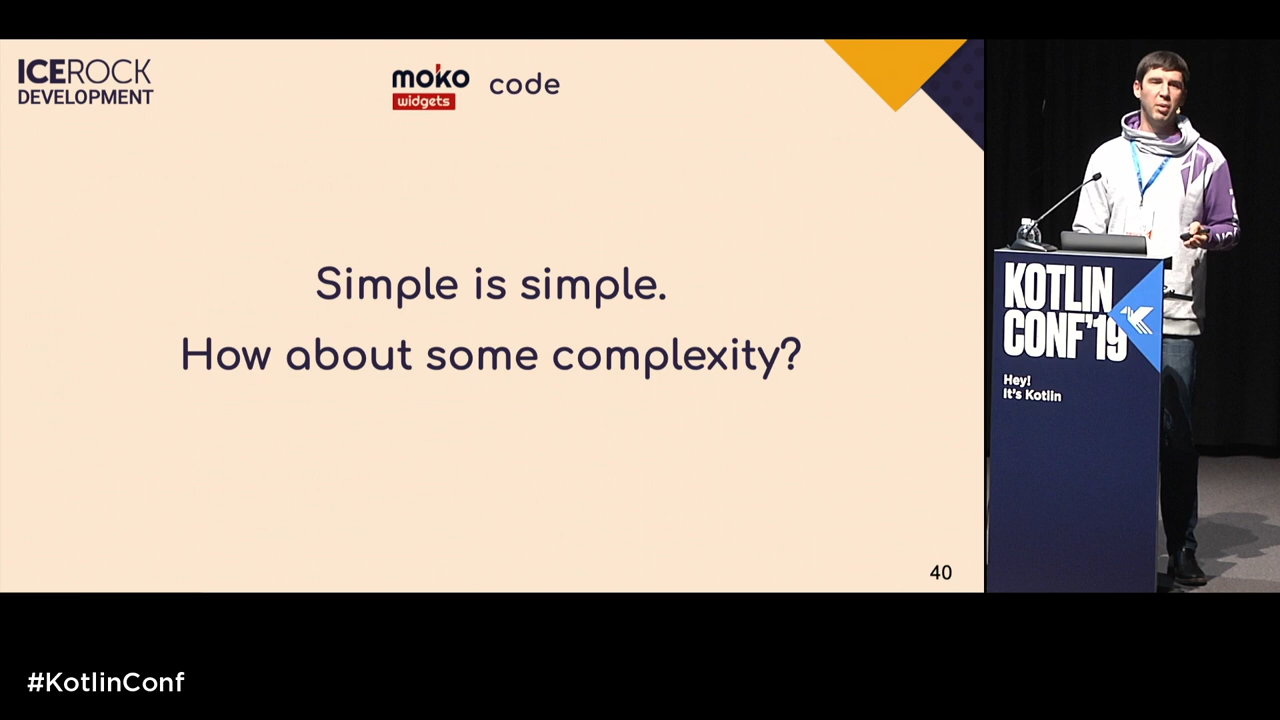 ICEROCK
DEVELOPMENT
moko
widgets
code
Simple is simple.
How about some complexity?
40
KOTLIN
CONF'19
Hey!
It's Kotlin
#KotlinConf